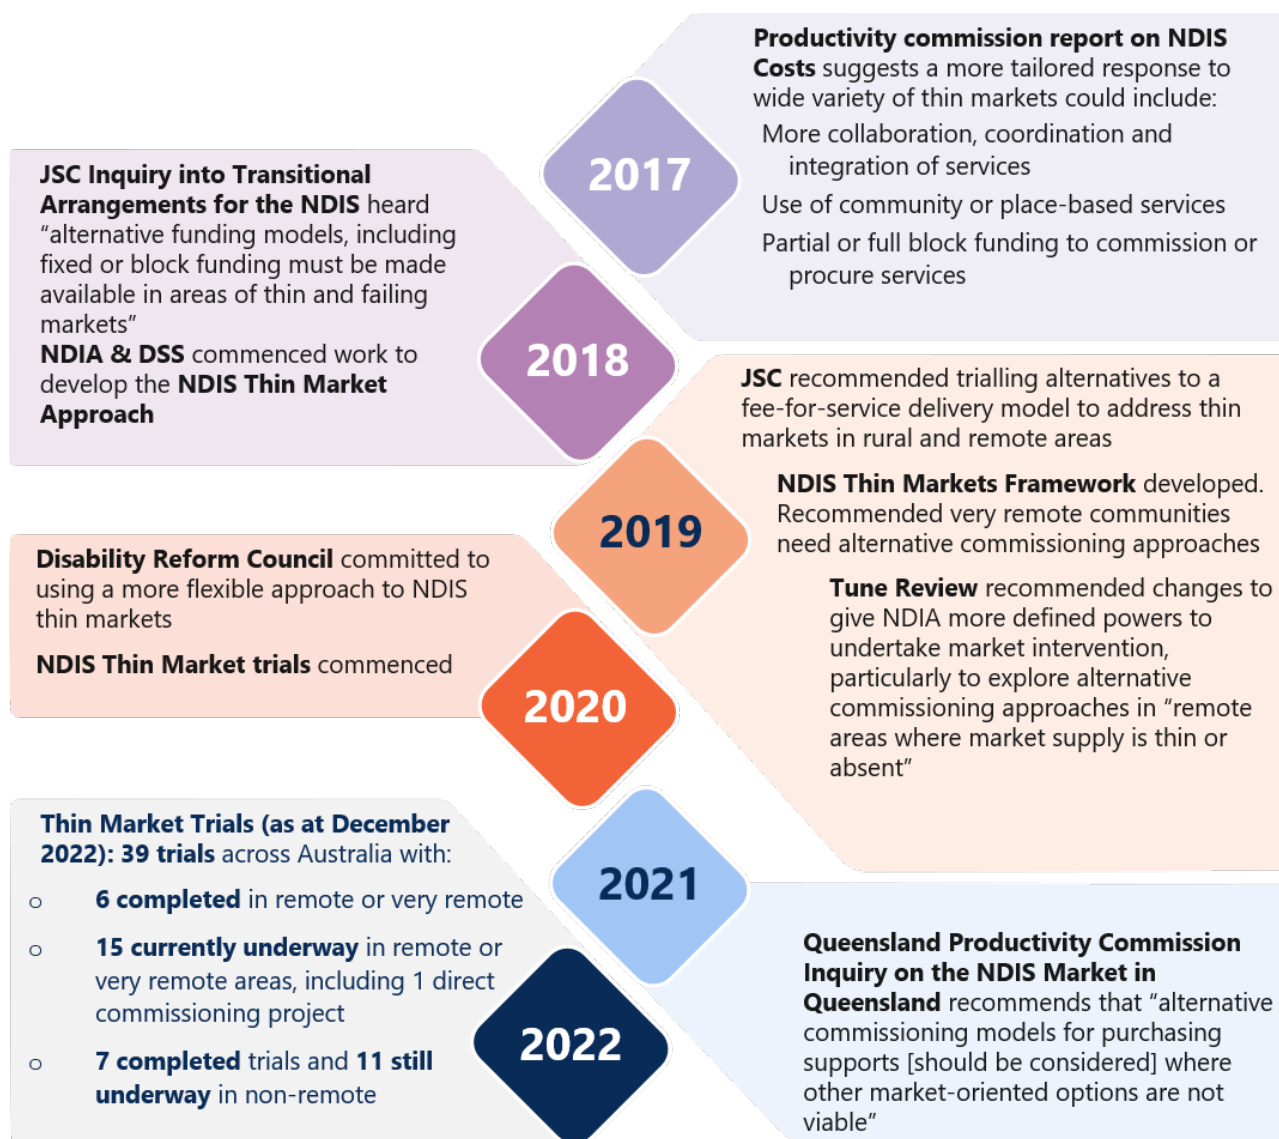 2017
Productivity commission report on NDIS
Costs suggests a more tailored response to
wide variety of thin markets could include:
More collaboration, coordination and
integration of services
Use of community or place-based services
Partial or full block funding to commission or
procure services
2018
JSC Inquiry into Transitional
Arrangements for the NDIS heard
“alternative funding models, including
fixed or block funding must be made
available in areas of thin and failing
markets”
NDIA & DSS commenced work to
develop the NDIS Thin Market
Approach
2019
JSC recommended trialling alternatives to a
fee-for-service delivery model to address thin
markets in rural and remote areas
NDIS Thin Markets Framework developed.
Recommended very remote communities
need alternative commissioning approaches
Tune Review recommended changes to
give NDIA more defined powers to
undertake market intervention,
particularly to explore alternative
commissioning approaches in “remote
areas where market supply is thin or
absent”
2020
Disability Reform Council committed to
using a more flexible approach to NDIS
thin markets
NDIS Thin Market trials commenced
2021
Queensland Productivity Commission
Inquiry on the NDIS Market in
Queensland recommends that “alternative
commissioning models for purchasing
supports [should be considered] where
other market-oriented options are not
viable”
2022
Thin Market Trials (as at December
2022): 39 trials across Australia with:
o 6 completed in remote or very remote
o 15 currently underway in remote or
very remote areas, including 1 direct
commissioning project
o 7 completed trials and 11 still
underway in non-remote